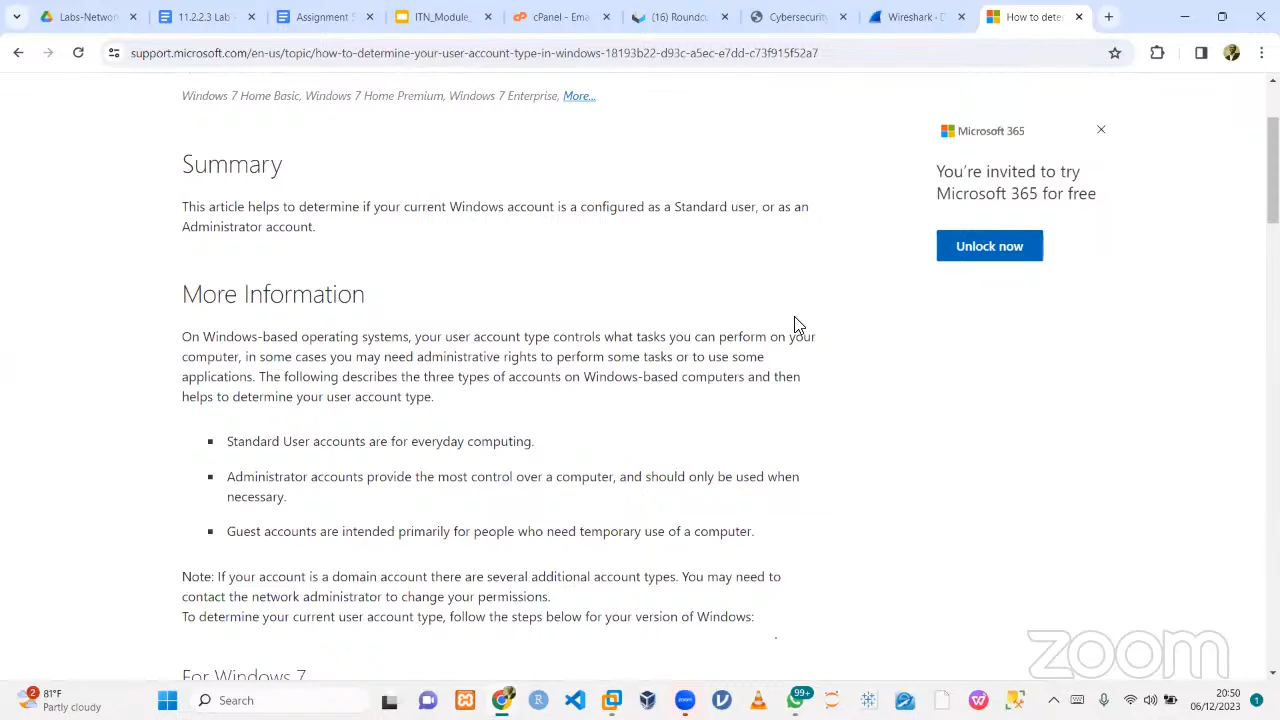 Labs-Network
11.2.3.3 Lab -
Assignment S
ITN_Module
cPanel - Emai
(16) Rounds
Cybersecurity
Wireshark · D
How to deter
support.microsoft.com/en-us/topic/how-to-determine-your-user-account-type-in-windows-18193b22-d93c-a5ec-e7dd-c73f915f52a7
Windows 7 Home Basic, Windows 7 Home Premium, Windows 7 Enterprise, More...
Microsoft 365
You're invited to try
Microsoft 365 for free
Unlock now
Summary
This article helps to determine if your current Windows account is a configured as a Standard user, or as an
Administrator account.
More Information
On Windows-based operating systems, your user account type controls what tasks you can perform on your
computer, in some cases you may need administrative rights to perform some tasks or to use some
applications. The following describes the three types of accounts on Windows-based computers and then
helps to determine your user account type.
Standard User accounts are for everyday computing.
Administrator accounts provide the most control over a computer, and should only be used when
necessary.
Guest accounts are intended primarily for people who need temporary use of a computer.
Note: If your account is a domain account there are several additional account types. You may need to
contact the network administrator to change your permissions.
To determine your current user account type, follow the steps below for your version of Windows:
For Windows 7
zoom
2
81°F
Partly cloudy
Search
zoom
99+
20:50
06/12/2023
1